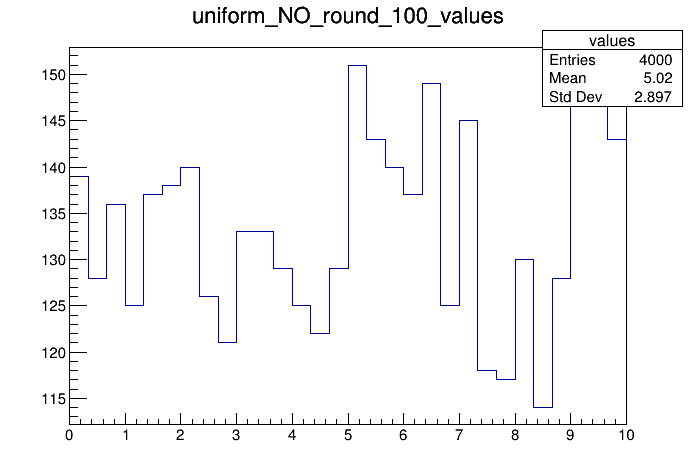 uniform_NO_round_100_values
values
Entries 4000
Mean 5.02
Std Dev 2.897
150
145
140
135
130
125
120
115
0 1 2 3 4 5 6 7 8 9 10